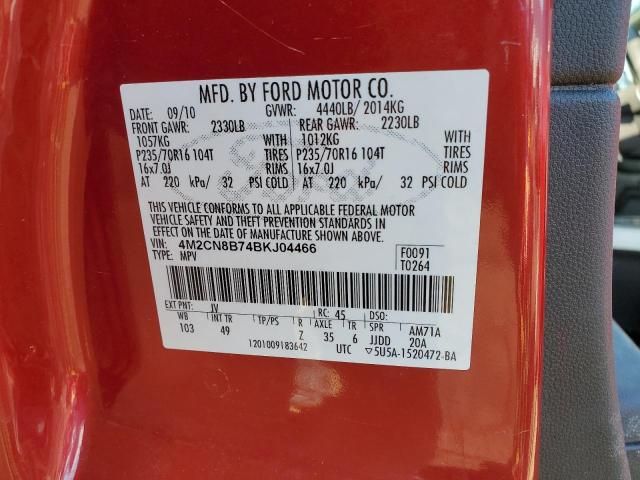 MFD. BY FORD MOTOR CO.
DATE: 09/10 GVWR: 4440LB/ 2014KG
FRONT GAWR: 2330LB REAR GAWR: 2230LB
1057KG WITH 1012KG WITH
P235/70R16 104T TIRES P235/70R16 104T TIRES
16x7.0J RIMS 16x7.0J RIMS
AT 220 kPa/ 32 PSI COLD AT 220 kPa/ 32 PSI COLD
THIS VEHICLE CONFORMS TO ALL APPLICABLE FEDERAL MOTOR
VEHICLE SAFETY AND THEFT PREVENTION STANDARDS IN
EFFECT ON THE DATE OF MANUFACTURE SHOWN ABOVE.
VIN: 4M2CN8B74BKJ04466 F0091
TYPE: MPV T0264
EXT PNT: JV RC: 45 DSO:
WB INT TR TP/PS R AXLE TR SPR AM71A
103 49 Z 35 6 JJDD 20A
1201009183642 UTC ▽5U5A-1520472-BA